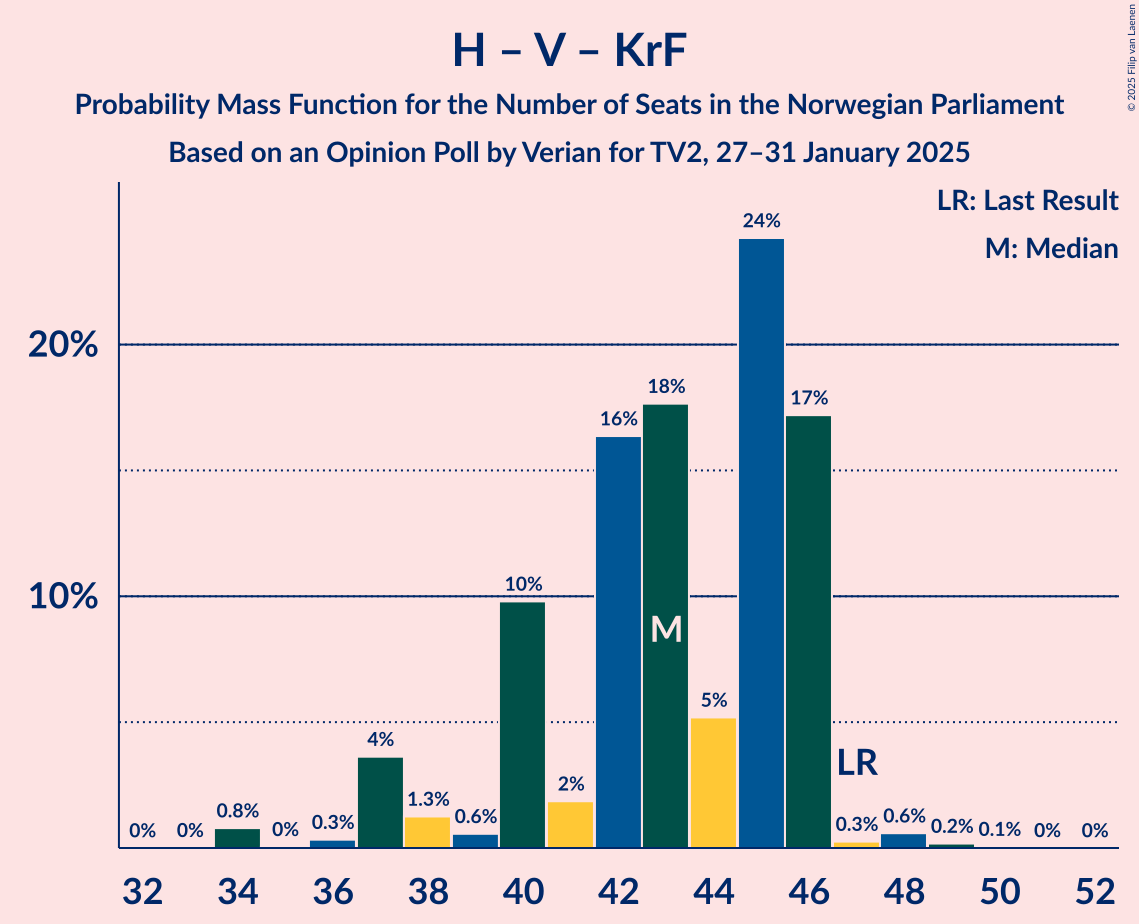 H – V – KrF
Probability Mass Function for the Number of Seats in the Norwegian Parliament
Based on an Opinion Poll by Verian for TV2, 27–31 January 2025
© 2025 Filip van Laenen
LR: Last Result
M: Median
20%
10%
0%
0%
0.8%
0%
0.3%
4%
1.3%
0.6%
10%
2%
16%
18%
5%
24%
17%
0.3%
0.6%
0.2%
0.1%
0%
0%
M
LR
32 34 36 38 40 42 44 46 48 50 52